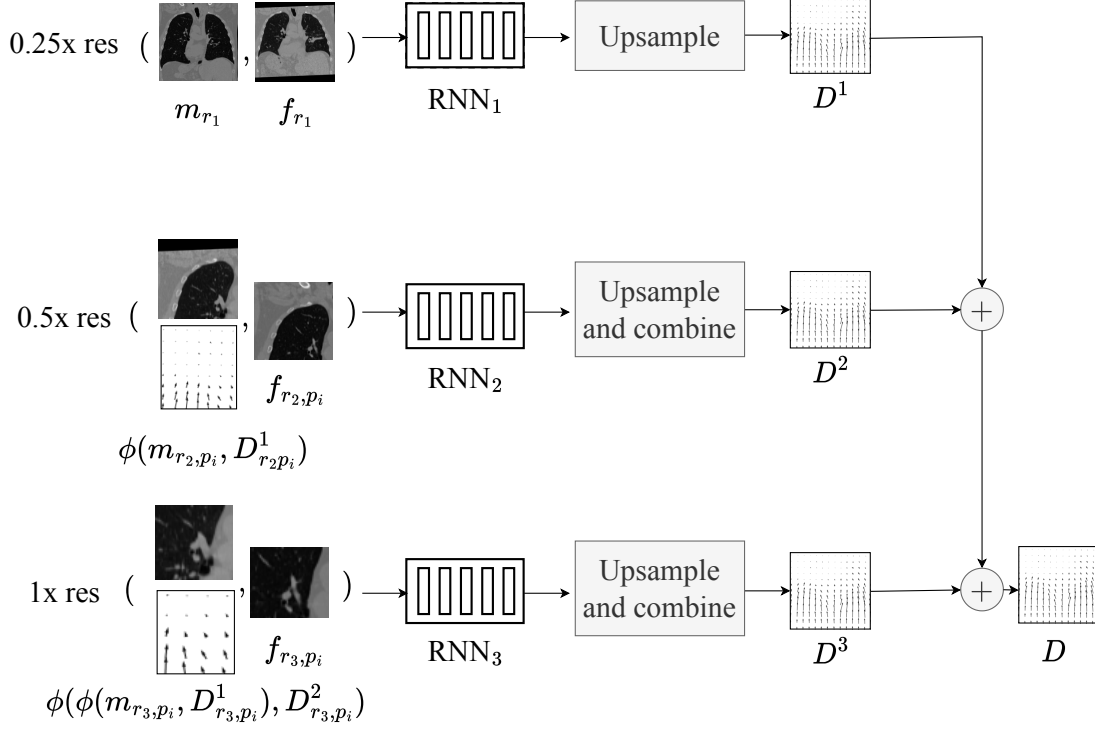 0.25x res ( , )
m_{r_1} f_{r_1}
RNN_1
Upsample
D^1
0.5x res ( , )
f_{r_2,p_i}
ϕ(m_{r_2,p_i}, D^1_{r_2p_i})
RNN_2
Upsample
and combine
D^2
+
1x res ( , )
f_{r_3,p_i}
ϕ(ϕ(m_{r_3,p_i}, D^1_{r_3,p_i}), D^2_{r_3,p_i})
RNN_3
Upsample
and combine
D^3
+
D